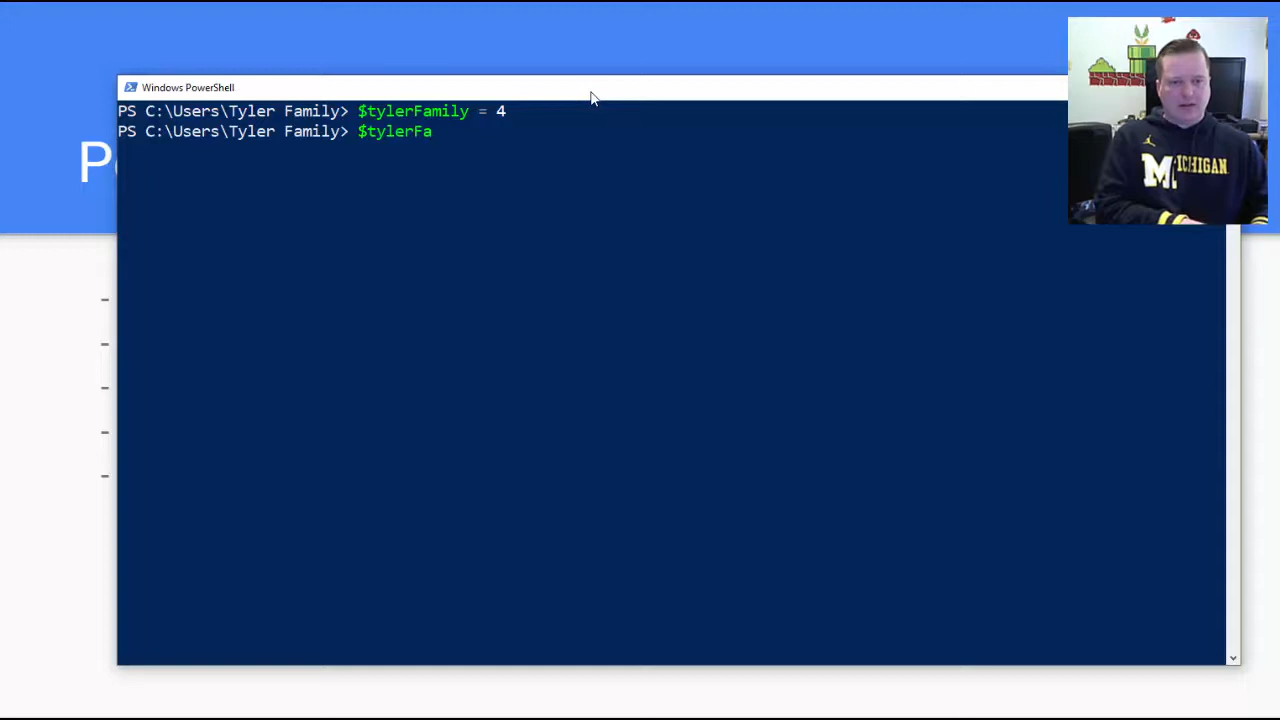 Windows PowerShell
PS C:\Users\Tyler Family> $tylerFamily = 4
PS C:\Users\Tyler Family> $tylerFa
P
-
-
-
-
-
MICHIGAN